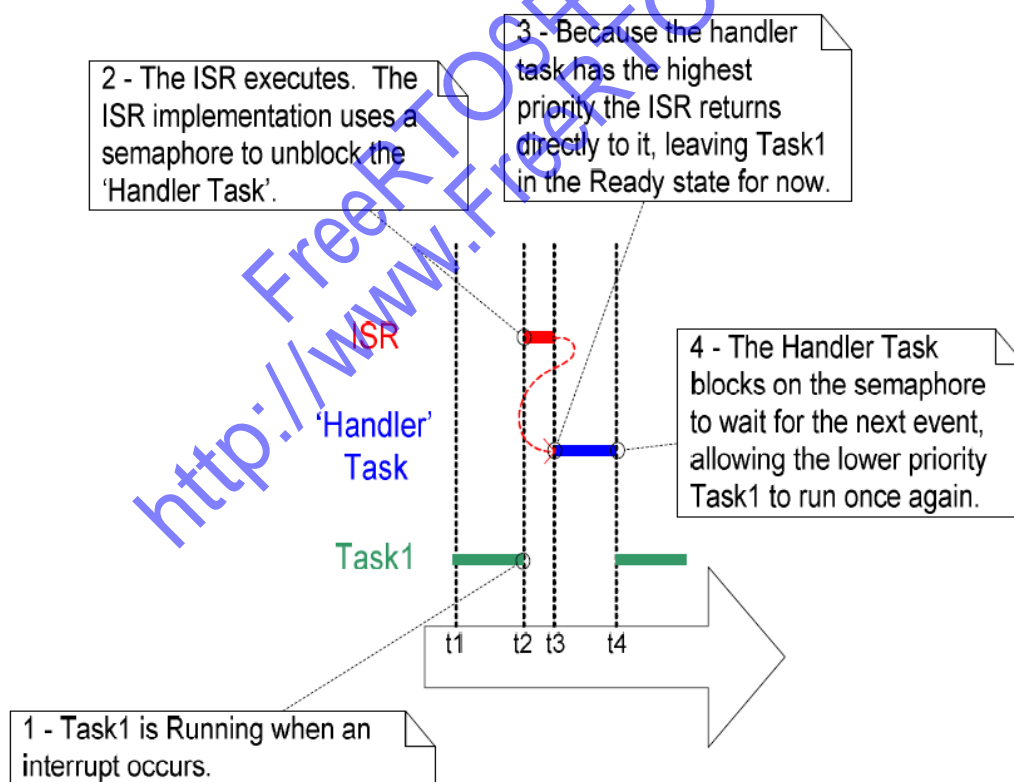 2 - The ISR executes. The
ISR implementation uses a
semaphore to unblock the
‘Handler Task’.
3 - Because the handler
task has the highest
priority the ISR returns
directly to it, leaving Task1
in the Ready state for now.
ISR
‘Handler’
Task
Task1
4 - The Handler Task
blocks on the semaphore
to wait for the next event,
allowing the lower priority
Task1 to run once again.
t1 t2 t3 t4
1 - Task1 is Running when an
interrupt occurs.
FreeRTOS
http://www.FreeRTO